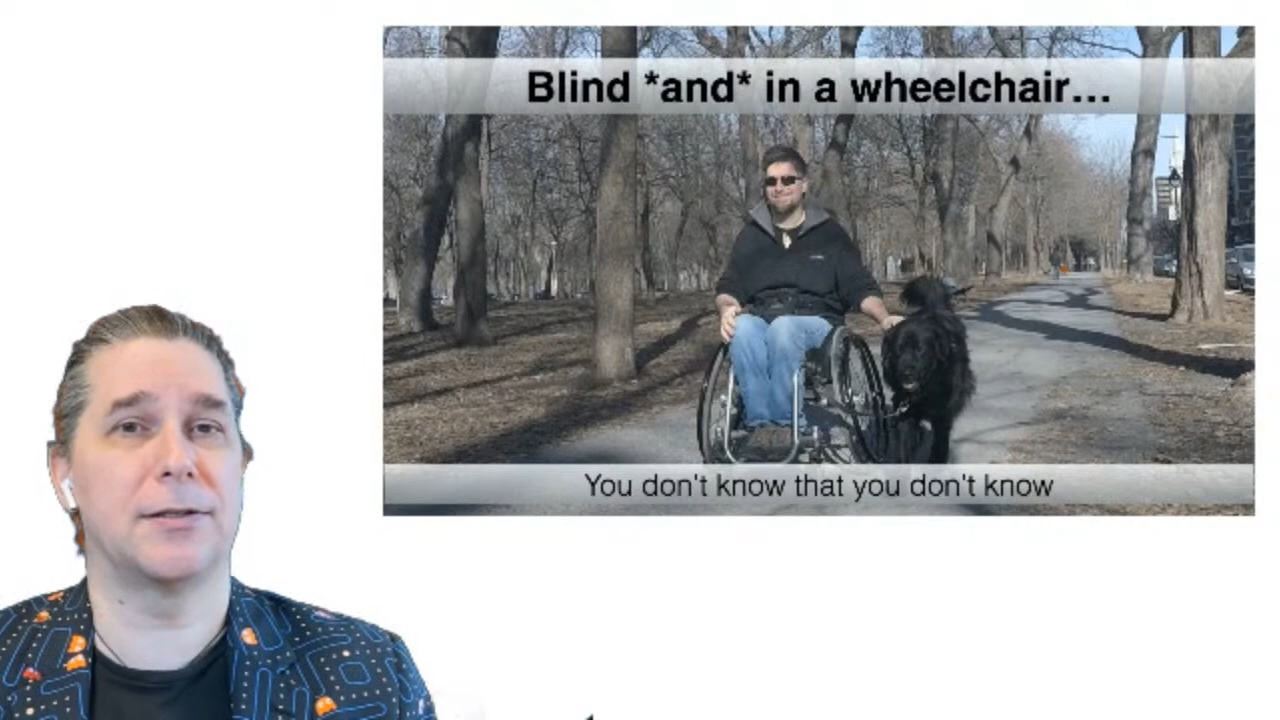 Blind *and* in a wheelchair…
You don't know that you don't know